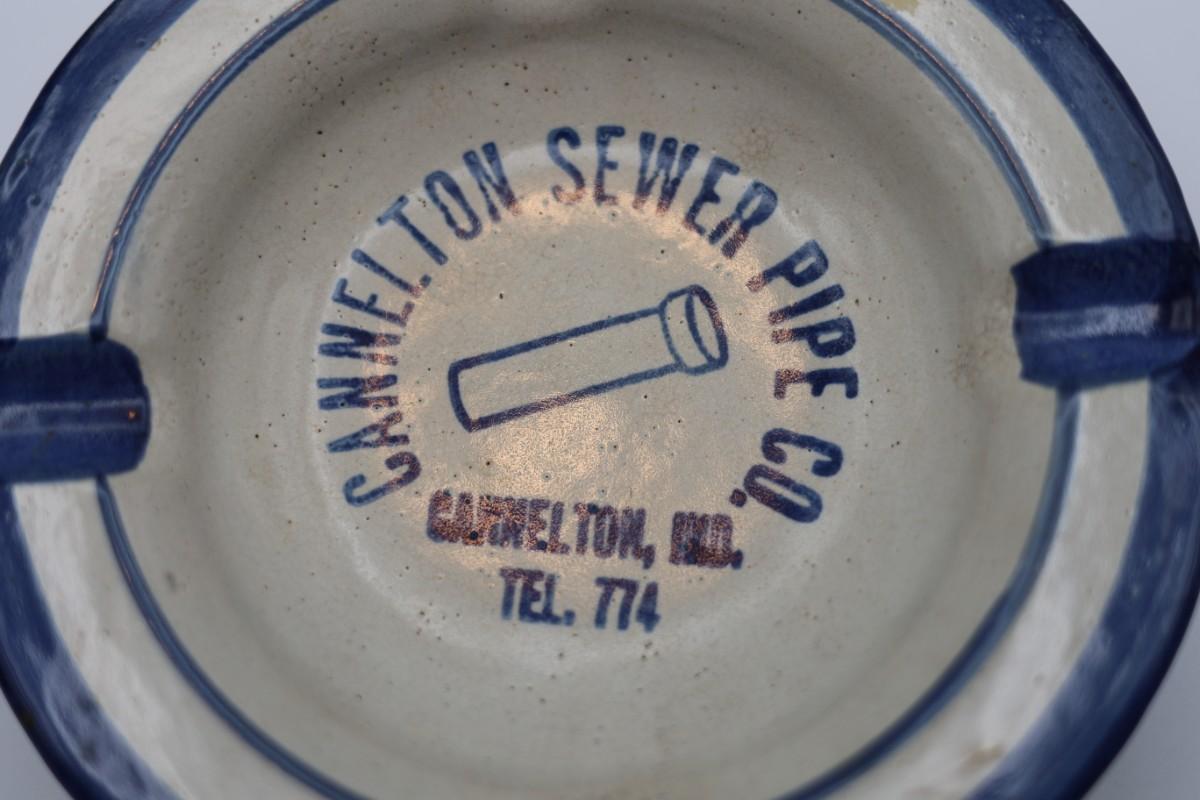 CANNELTON SEWER PIPE CO.
CANNELTON, IND.
TEL. 774